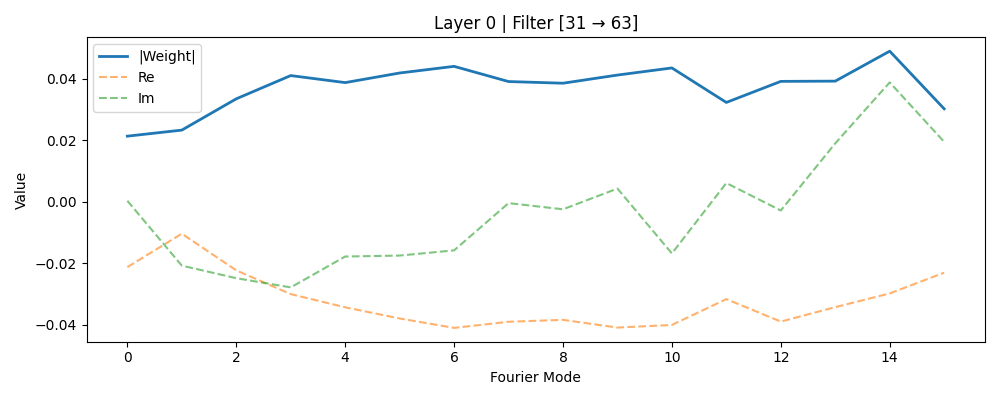 Layer 0 | Filter [31 → 63]
|Weight|
Re
Im
Value
0.04
0.02
0.00
−0.02
−0.04
0 2 4 6 8 10 12 14
Fourier Mode